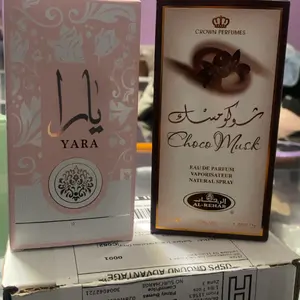 يارا
YARA
CROWN PERFUMES
شوكو مسك
Choco Musk
EAU DE PARFUM
VAPORISATEUR
NATURAL SPRAY
الرحاب
AL-REHAB
USPS GROUND ADVANTAGE
0001
H